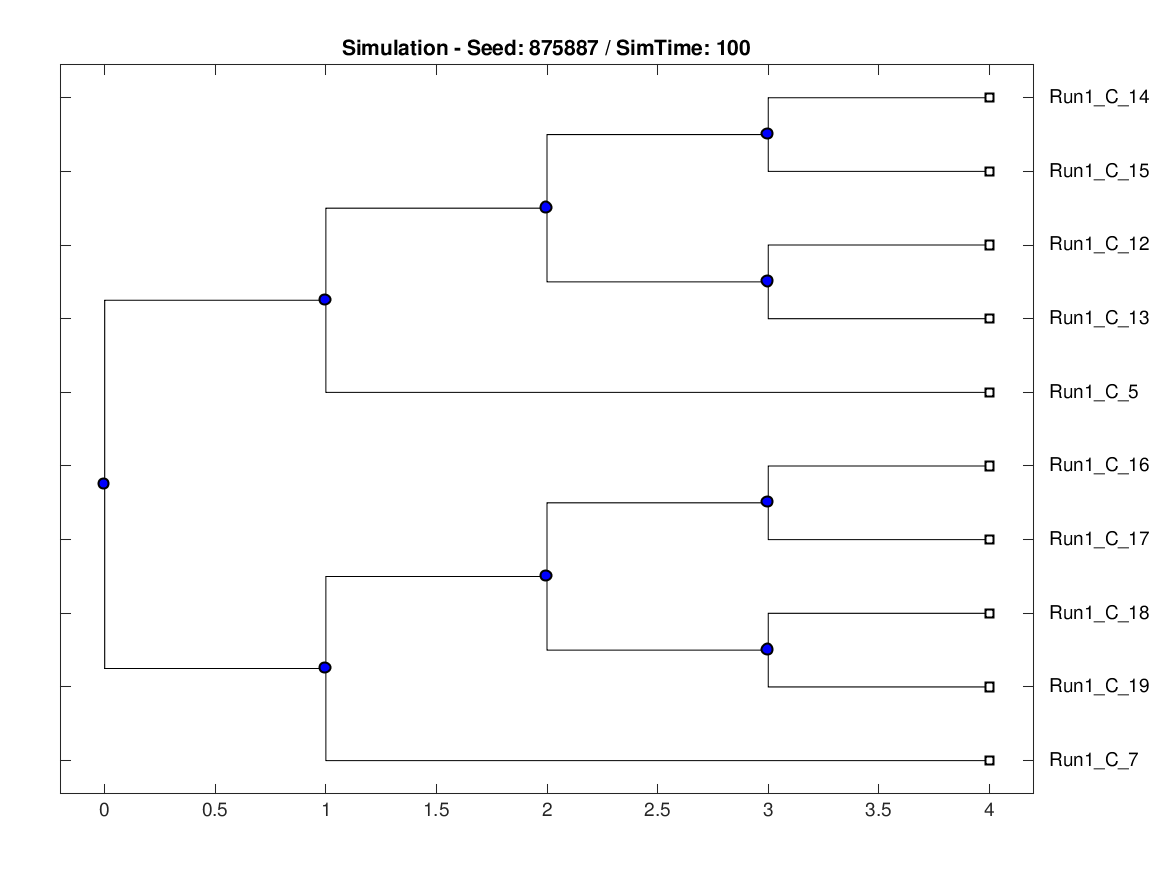 Simulation - Seed: 875887 / SimTime: 100
Run1_C_14
Run1_C_15
Run1_C_12
Run1_C_13
Run1_C_5
Run1_C_16
Run1_C_17
Run1_C_18
Run1_C_19
Run1_C_7
0 0.5 1 1.5 2 2.5 3 3.5 4